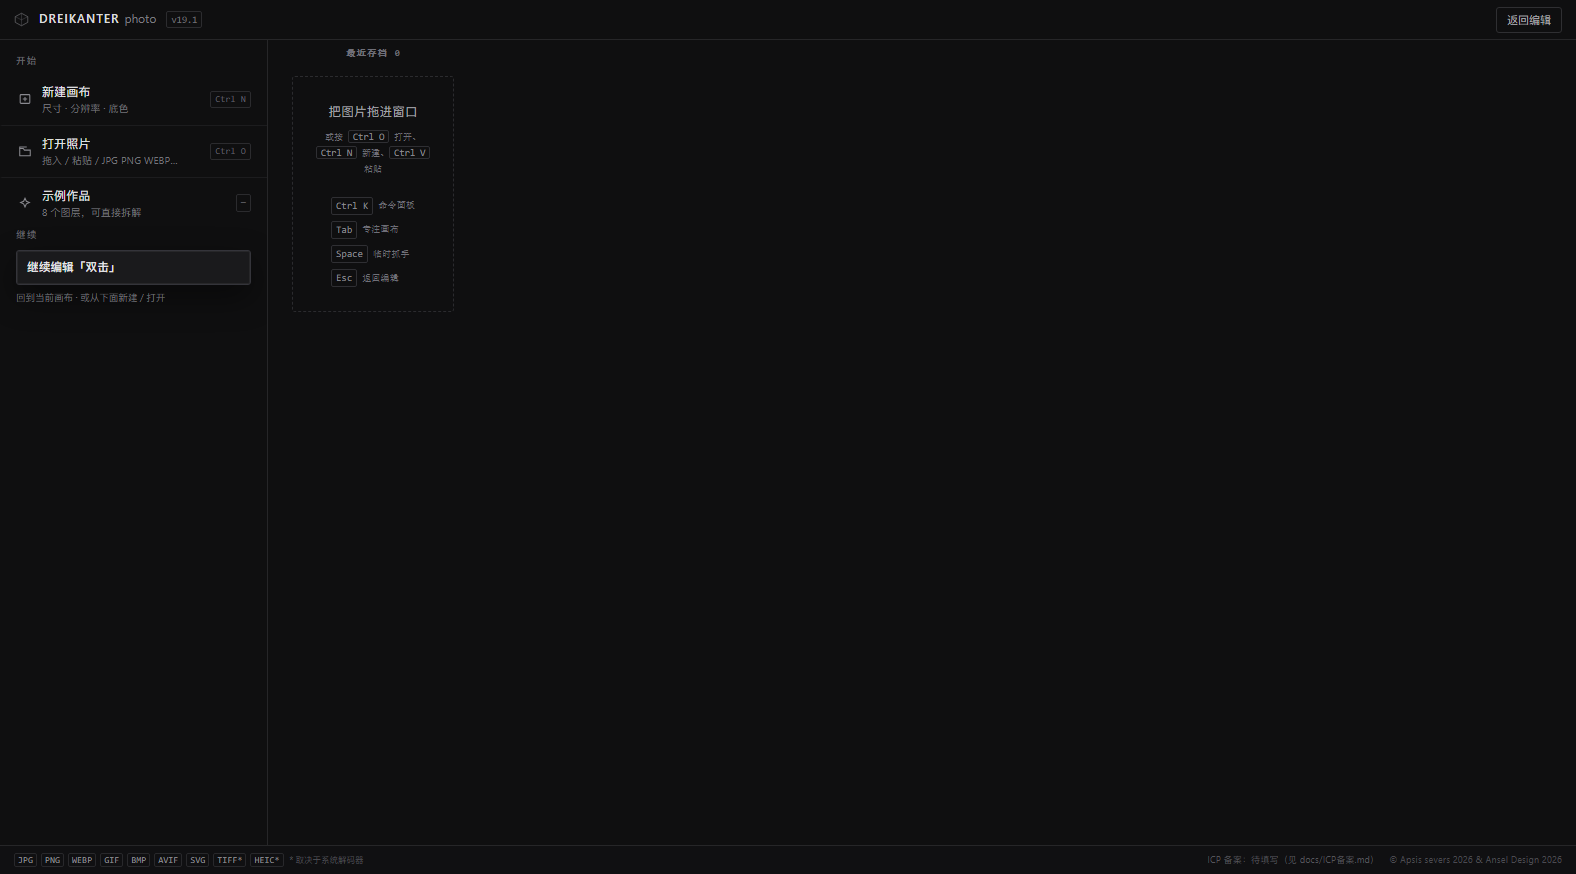 DREIKANTER photo v19.1
返回编辑
开始
新建画布
尺寸 · 分辨率 · 底色
Ctrl N
打开照片
拖入 / 粘贴 / JPG PNG WEBP...
Ctrl O
示例作品
8 个图层，可直接拆解
—
继续
继续编辑「双击」
回到当前画布 · 或从下面新建 / 打开
最近存档 0
把图片拖进窗口
或按 Ctrl O 打开、
Ctrl N 新建、Ctrl V
粘贴
Ctrl K 命令面板
Tab 专注画布
Space 临时抓手
Esc 返回编辑
JPG PNG WEBP GIF BMP AVIF SVG TIFF* HEIC* * 取决于系统解码器
ICP 备案：待填写（见 docs/ICP备案.md） © Apsis severs 2026 & Ansel Design 2026